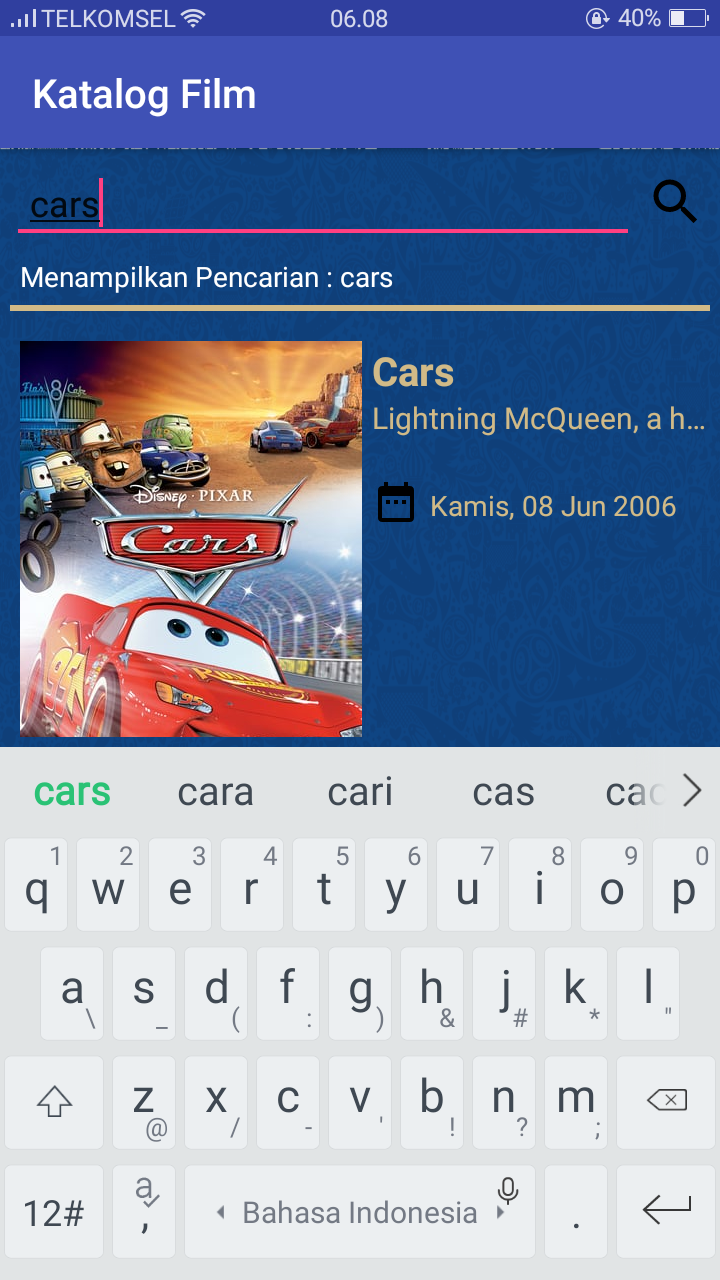 TELKOMSEL 06.08 40%
Katalog Film
cars
Menampilkan Pencarian : cars
Flo's V8 Cafe
Disney · PIXAR
Cars
95
95
Cars
Lightning McQueen, a h...
Kamis, 08 Jun 2006
cars cara cari cas cac
1 2 3 4 5 6 7 8 9 0
q w e r t y u i o p
a s d f g h j k l
\ _ ( : ) & # * "
z x c v b n m
@ / - ' ! ? ;
12# a , Bahasa Indonesia .